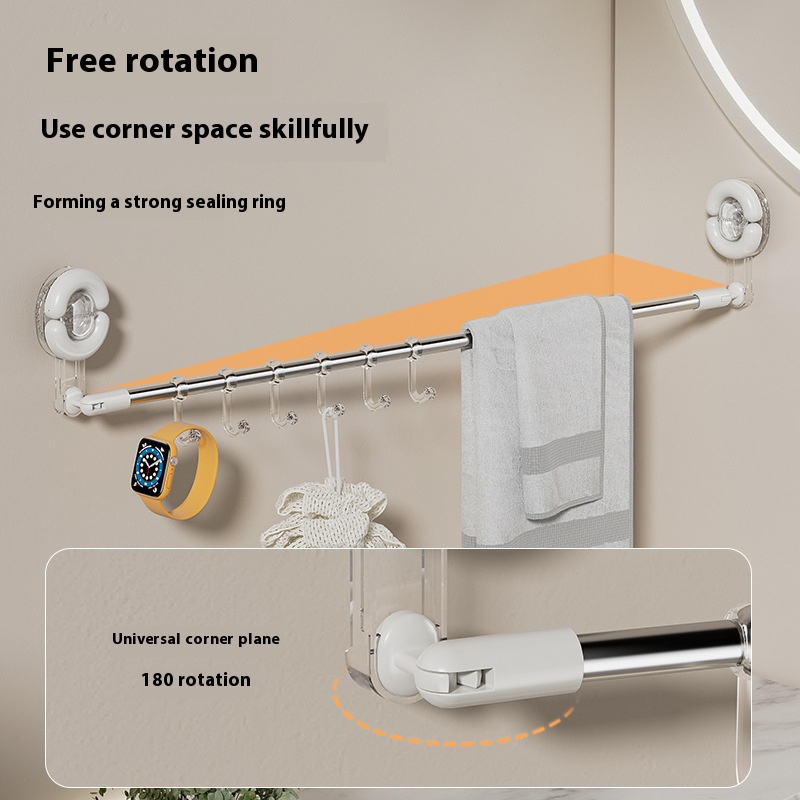 Free rotation
Use corner space skillfully
Forming a strong sealing ring
Universal corner plane
180 rotation